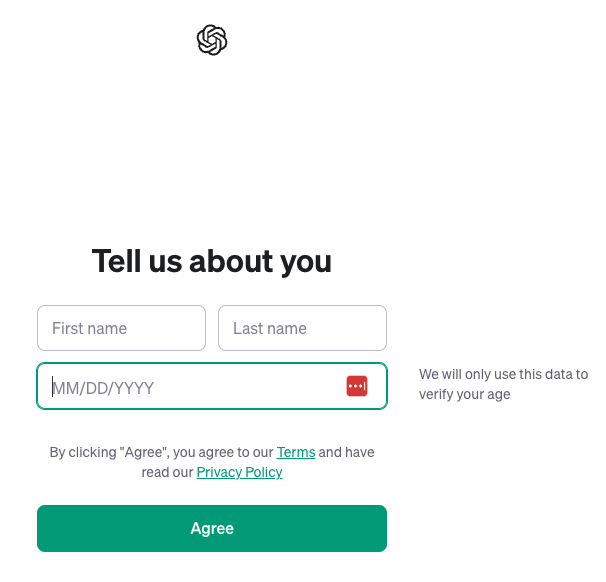 Tell us about you
First name
Last name
MM/DD/YYYY
We will only use this data to
verify your age
By clicking "Agree", you agree to our Terms and have
read our Privacy Policy
Agree